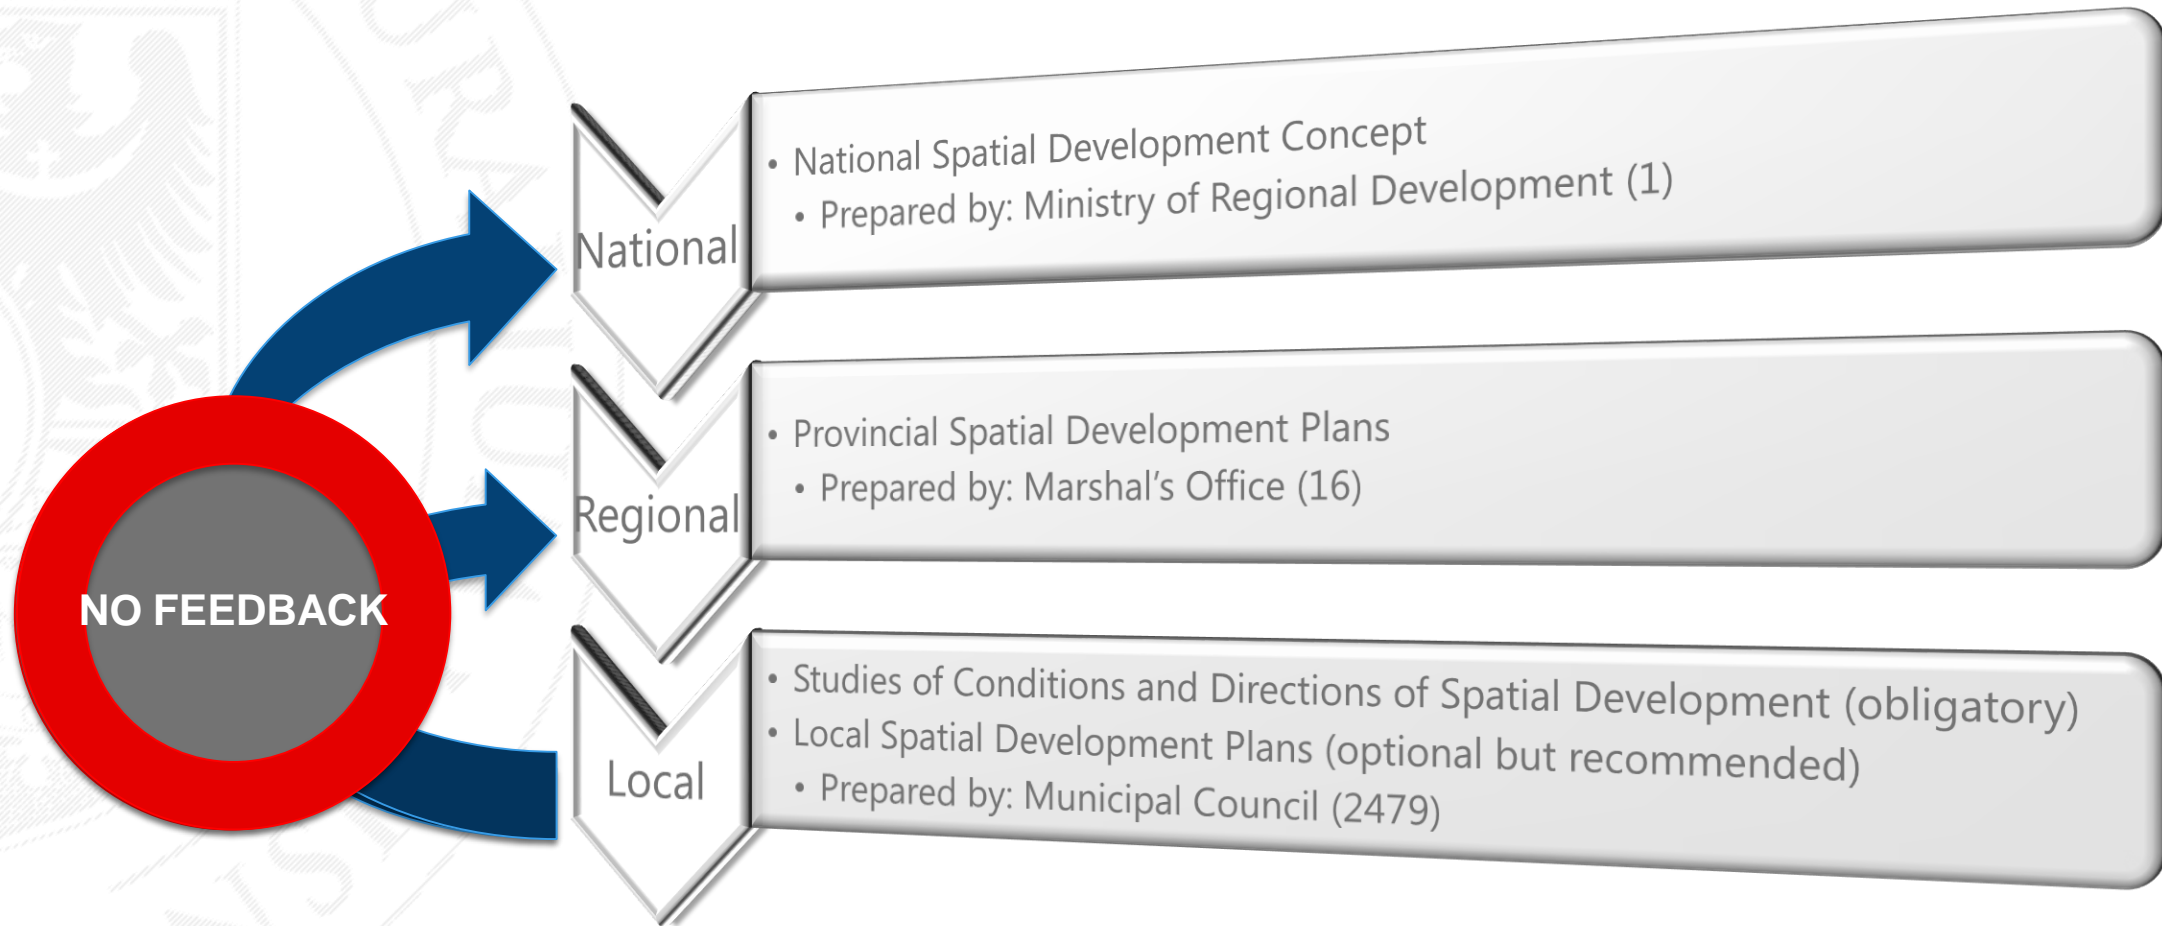 National
• National Spatial Development Concept
• Prepared by: Ministry of Regional Development (1)
Regional
• Provincial Spatial Development Plans
• Prepared by: Marshal's Office (16)
NO FEEDBACK
Local
• Studies of Conditions and Directions of Spatial Development (obligatory)
• Local Spatial Development Plans (optional but recommended)
• Prepared by: Municipal Council (2479)